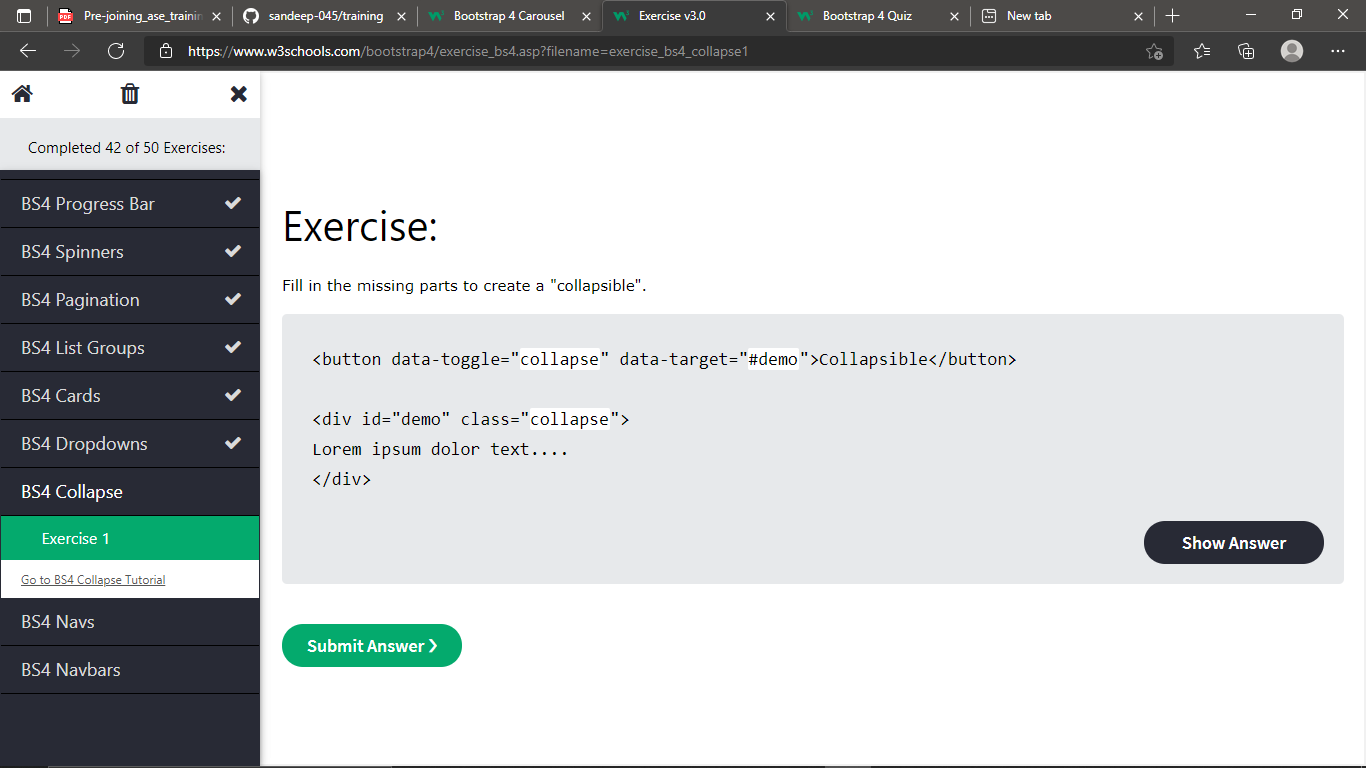 Pre-joining_ase_trainin
sandeep-045/training
Bootstrap 4 Carousel
Exercise v3.0
Bootstrap 4 Quiz
New tab
https://www.w3schools.com/bootstrap4/exercise_bs4.asp?filename=exercise_bs4_collapse1
Completed 42 of 50 Exercises:
BS4 Progress Bar
BS4 Spinners
BS4 Pagination
BS4 List Groups
BS4 Cards
BS4 Dropdowns
BS4 Collapse
Exercise 1
Go to BS4 Collapse Tutorial
BS4 Navs
BS4 Navbars
Exercise:
Fill in the missing parts to create a "collapsible".
<button data-toggle="collapse" data-target="#demo">Collapsible</button>
<div id="demo" class="collapse">
Lorem ipsum dolor text....
</div>
Show Answer
Submit Answer ❯